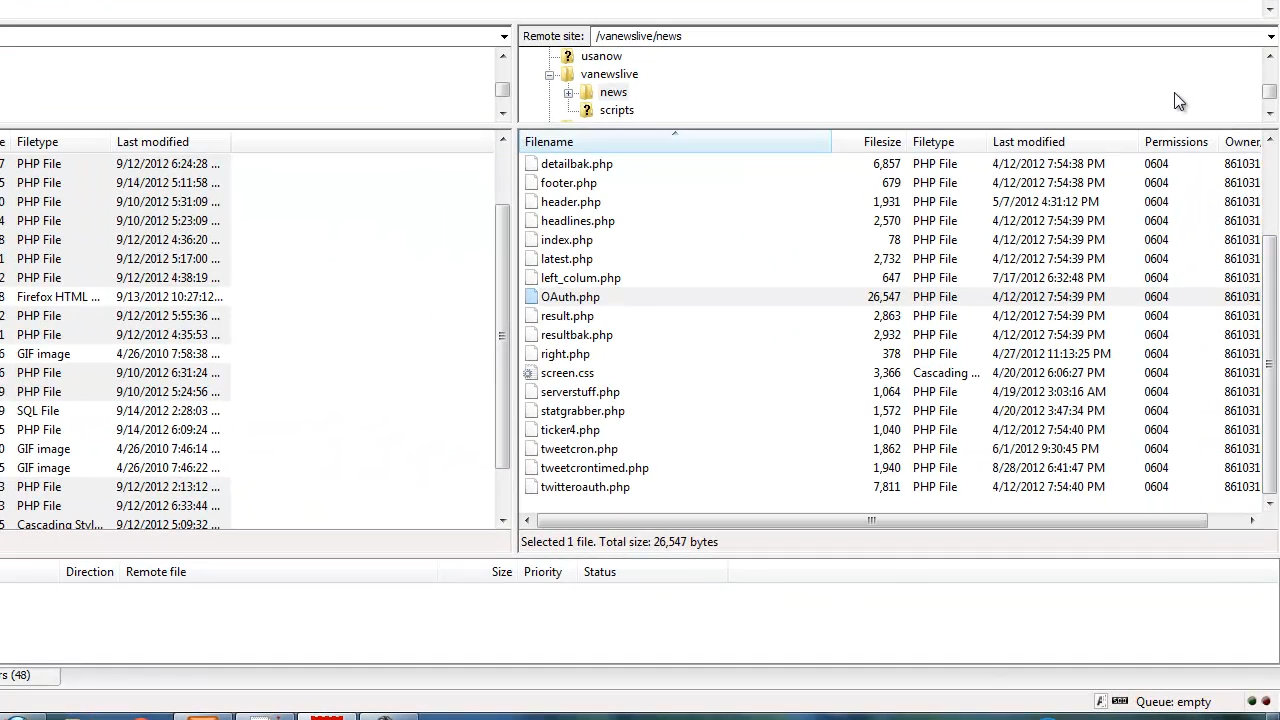 Remote site: /vanewslive/news
usanow
vanewslive
news
scripts
e Filetype Last modified
7 PHP File 9/12/2012 6:24:28 ...
5 PHP File 9/14/2012 5:11:58 ...
0 PHP File 9/10/2012 5:31:09 ...
4 PHP File 9/10/2012 5:23:09 ...
8 PHP File 9/12/2012 4:36:20 ...
1 PHP File 9/12/2012 5:17:00 ...
2 PHP File 9/12/2012 4:38:19 ...
8 Firefox HTML ... 9/13/2012 10:27:12...
2 PHP File 9/12/2012 5:55:36 ...
1 PHP File 9/12/2012 4:35:53 ...
6 GIF image 4/26/2010 7:58:38 ...
6 PHP File 9/10/2012 6:31:24 ...
9 PHP File 9/10/2012 5:24:56 ...
9 SQL File 9/14/2012 2:28:03 ...
5 PHP File 9/14/2012 6:09:24 ...
0 GIF image 4/26/2010 7:46:14 ...
5 GIF image 4/26/2010 7:46:22 ...
3 PHP File 9/12/2012 2:13:12 ...
3 PHP File 9/12/2012 6:33:44 ...
5 Cascading Styl... 9/12/2012 5:09:32 ...
Filename Filesize Filetype Last modified Permissions Owner,
detailbak.php 6,857 PHP File 4/12/2012 7:54:38 PM 0604 861031
footer.php 679 PHP File 4/12/2012 7:54:38 PM 0604 861031
header.php 1,931 PHP File 5/7/2012 4:31:12 PM 0604 861031
headlines.php 2,570 PHP File 4/12/2012 7:54:39 PM 0604 861031
index.php 78 PHP File 4/12/2012 7:54:39 PM 0604 861031
latest.php 2,732 PHP File 4/12/2012 7:54:39 PM 0604 861031
left_colum.php 647 PHP File 7/17/2012 6:32:48 PM 0604 861031
OAuth.php 26,547 PHP File 4/12/2012 7:54:39 PM 0604 861031
result.php 2,863 PHP File 4/12/2012 7:54:39 PM 0604 861031
resultbak.php 2,932 PHP File 4/12/2012 7:54:39 PM 0604 861031
right.php 378 PHP File 4/27/2012 11:13:25 PM 0604 861031
screen.css 3,366 Cascading ... 4/20/2012 6:06:27 PM 0604 861031
serverstuff.php 1,064 PHP File 4/19/2012 3:03:16 AM 0604 861031
statgrabber.php 1,572 PHP File 4/20/2012 3:47:34 PM 0604 861031
ticker4.php 1,040 PHP File 4/12/2012 7:54:40 PM 0604 861031
tweetcron.php 1,862 PHP File 6/1/2012 9:30:45 PM 0604 861031
tweetcrontimed.php 1,940 PHP File 8/28/2012 6:41:47 PM 0604 861031
twitteroauth.php 7,811 PHP File 4/12/2012 7:54:40 PM 0604 861031
Selected 1 file. Total size: 26,547 bytes
Direction Remote file Size Priority Status
rs (48)
Queue: empty